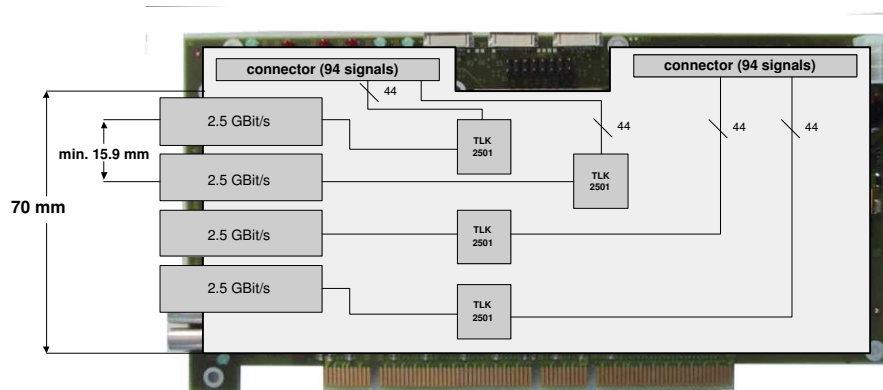 connector (94 signals)
connector (94 signals)
44
2.5 GBit/s
44
44
44
TLK
2501
min. 15.9 mm
2.5 GBit/s
TLK
2501
70 mm
2.5 GBit/s
TLK
2501
2.5 GBit/s
TLK
2501